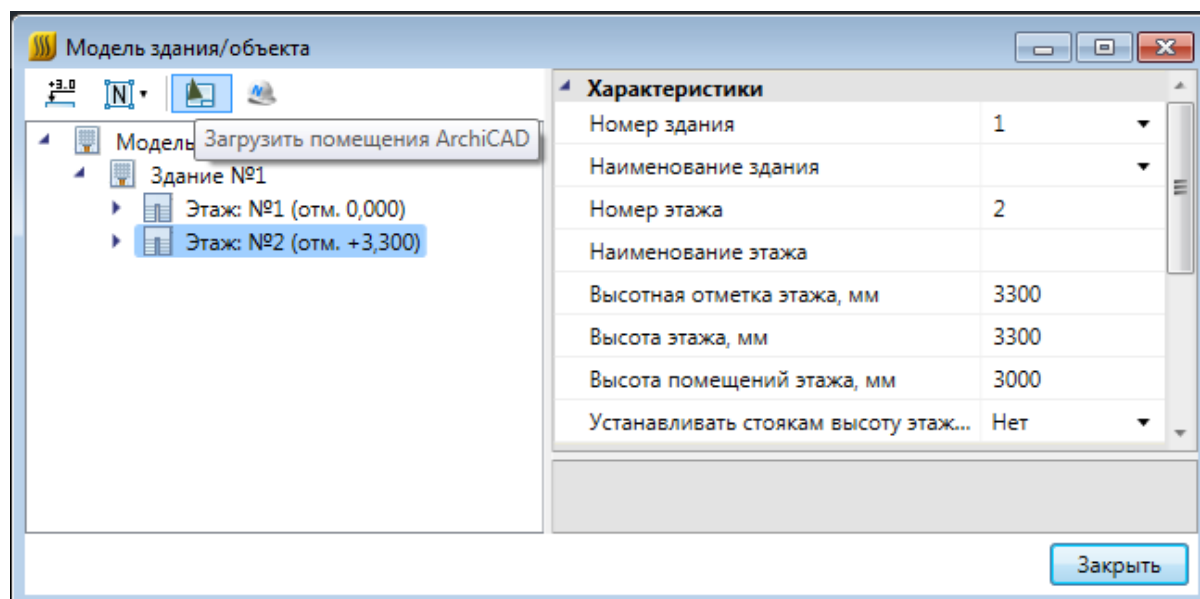 Модель здания/объекта
+3.0
N
Загрузить помещения ArchiCAD
Модель
Здание №1
Этаж: №1 (отм. 0,000)
Этаж: №2 (отм. +3,300)
Характеристики
Номер здания 1
Наименование здания
Номер этажа 2
Наименование этажа
Высотная отметка этажа, мм 3300
Высота этажа, мм 3300
Высота помещений этажа, мм 3000
Устанавливать стоякам высоту этаж... Нет
Закрыть